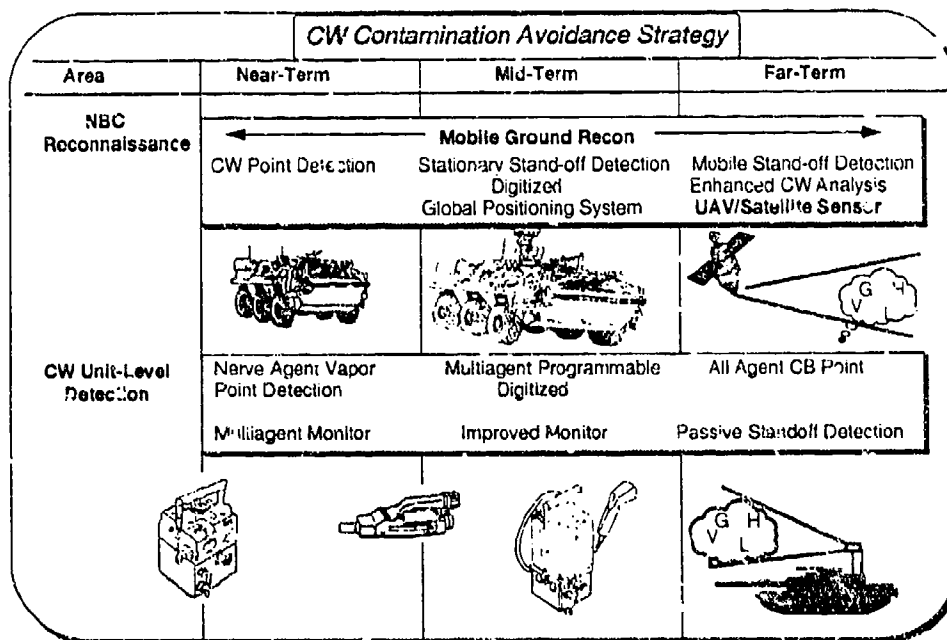 CW Contamination Avoidance Strategy
Area Near-Term Mid-Term Far-Term
NBC
Reconnaissance
Mobile Ground Recon
CW Point Detection
Stationary Stand-off Detection
Digitized
Global Positioning System
Mobile Stand-off Detection
Enhanced CW Analysis
UAV/Satellite Sensor
V G H L
CW Unit-Level
Detection
Nerve Agent Vapor
Point Detection
Multiagent Monitor
Multiagent Programmable
Digitized
Improved Monitor
All Agent CB Point
Passive Standoff Detection
G H
V L